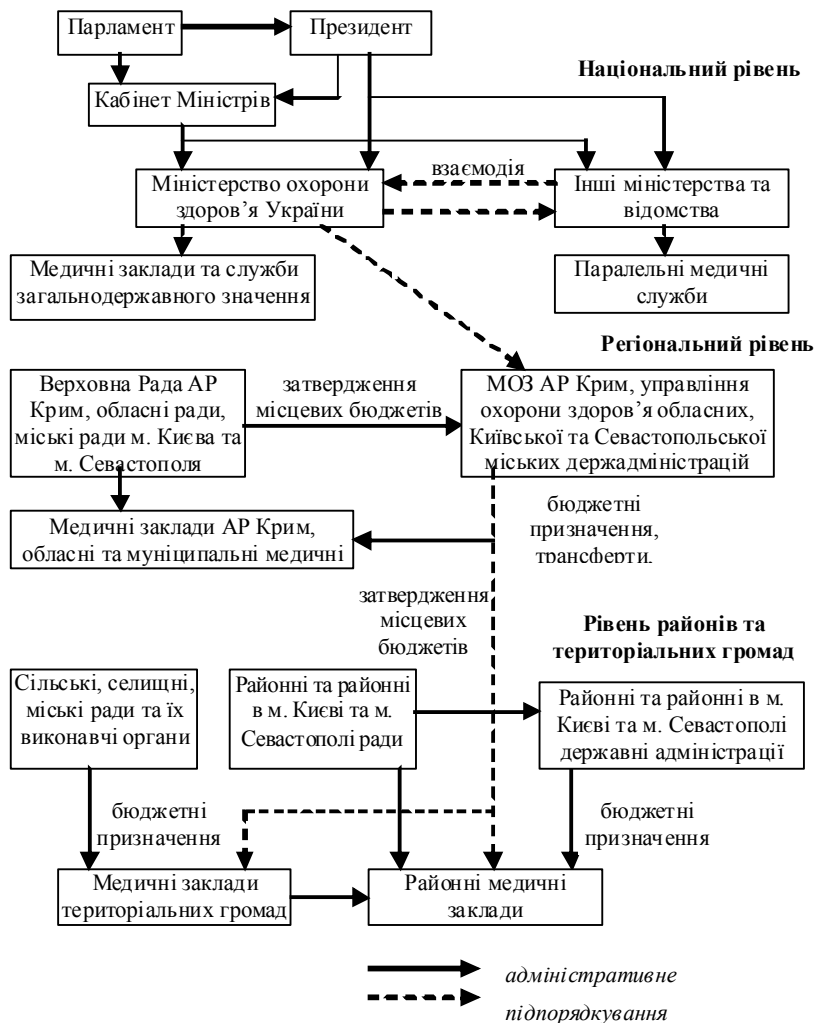 Парламент
Президент
Національний рівень
Кабінет Міністрів
взаємодія
Міністерство охорони
здоров’я України
Інші міністерства та
відомства
Медичні заклади та служби
загальнодержавного значення
Паралельні медичні
служби
Регіональний рівень
Верховна Рада АР
Крим, обласні ради,
міські ради м. Києва та
м. Севастополя
затвердження
місцевих бюджетів
МОЗ АР Крим, управління
охорони здоров’я обласних,
Київської та Севастопольської
міських держадміністрацій
Медичні заклади АР Крим,
обласні та муніципальні медичні
бюджетні
призначення,
трансферти.
затвердження
місцевих
бюджетів
Рівень районів та
територіальних громад
Сільські, селищні,
міські ради та їх
виконавчі органи
Районні та районні
в м. Києві та м.
Севастополі ради
Районні та районні в м.
Києві та м. Севастополі
державні адміністрації
бюджетні
призначення
бюджетні
призначення
Медичні заклади
територіальних громад
Районні медичні
заклади
адміністративне
підпорядкування